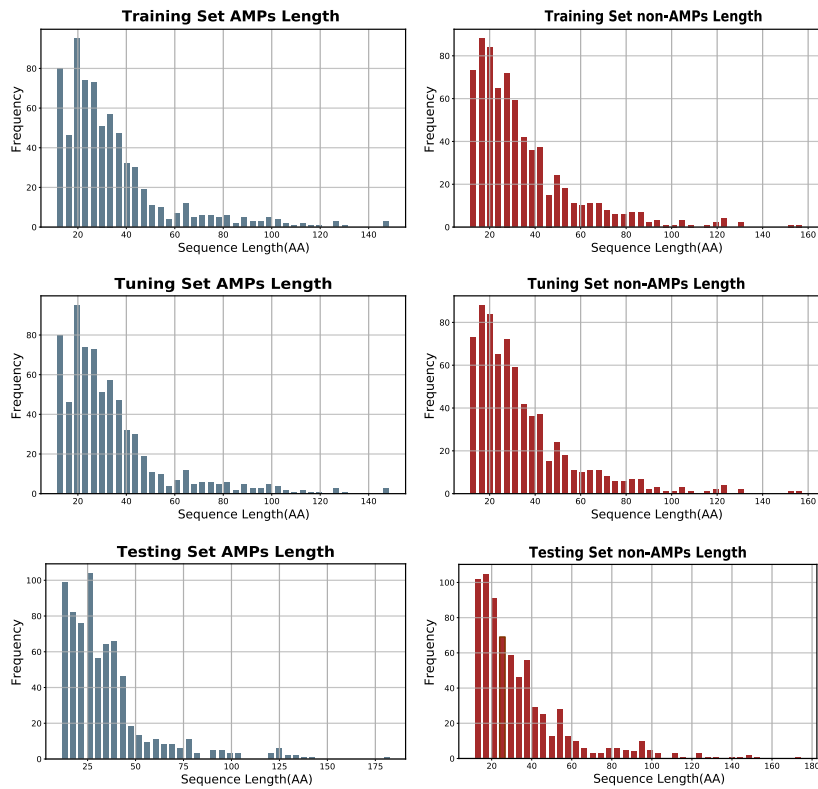 Training Set AMPs Length
Frequency
80
60
40
20
0
20 40 60 80 100 120 140
Sequence Length(AA)
Training Set non-AMPs Length
Frequency
80
60
40
20
0
20 40 60 80 100 120 140 160
Sequence Length(AA)
Tuning Set AMPs Length
Frequency
80
60
40
20
0
20 40 60 80 100 120 140
Sequence Length(AA)
Tuning Set non-AMPs Length
Frequency
80
60
40
20
0
20 40 60 80 100 120 140 160
Sequence Length(AA)
Testing Set AMPs Length
Frequency
100
80
60
40
20
0
25 50 75 100 125 150 175
Sequence Length(AA)
Testing Set non-AMPs Length
Frequency
100
80
60
40
20
0
20 40 60 80 100 120 140 160 180
Sequence Length(AA)